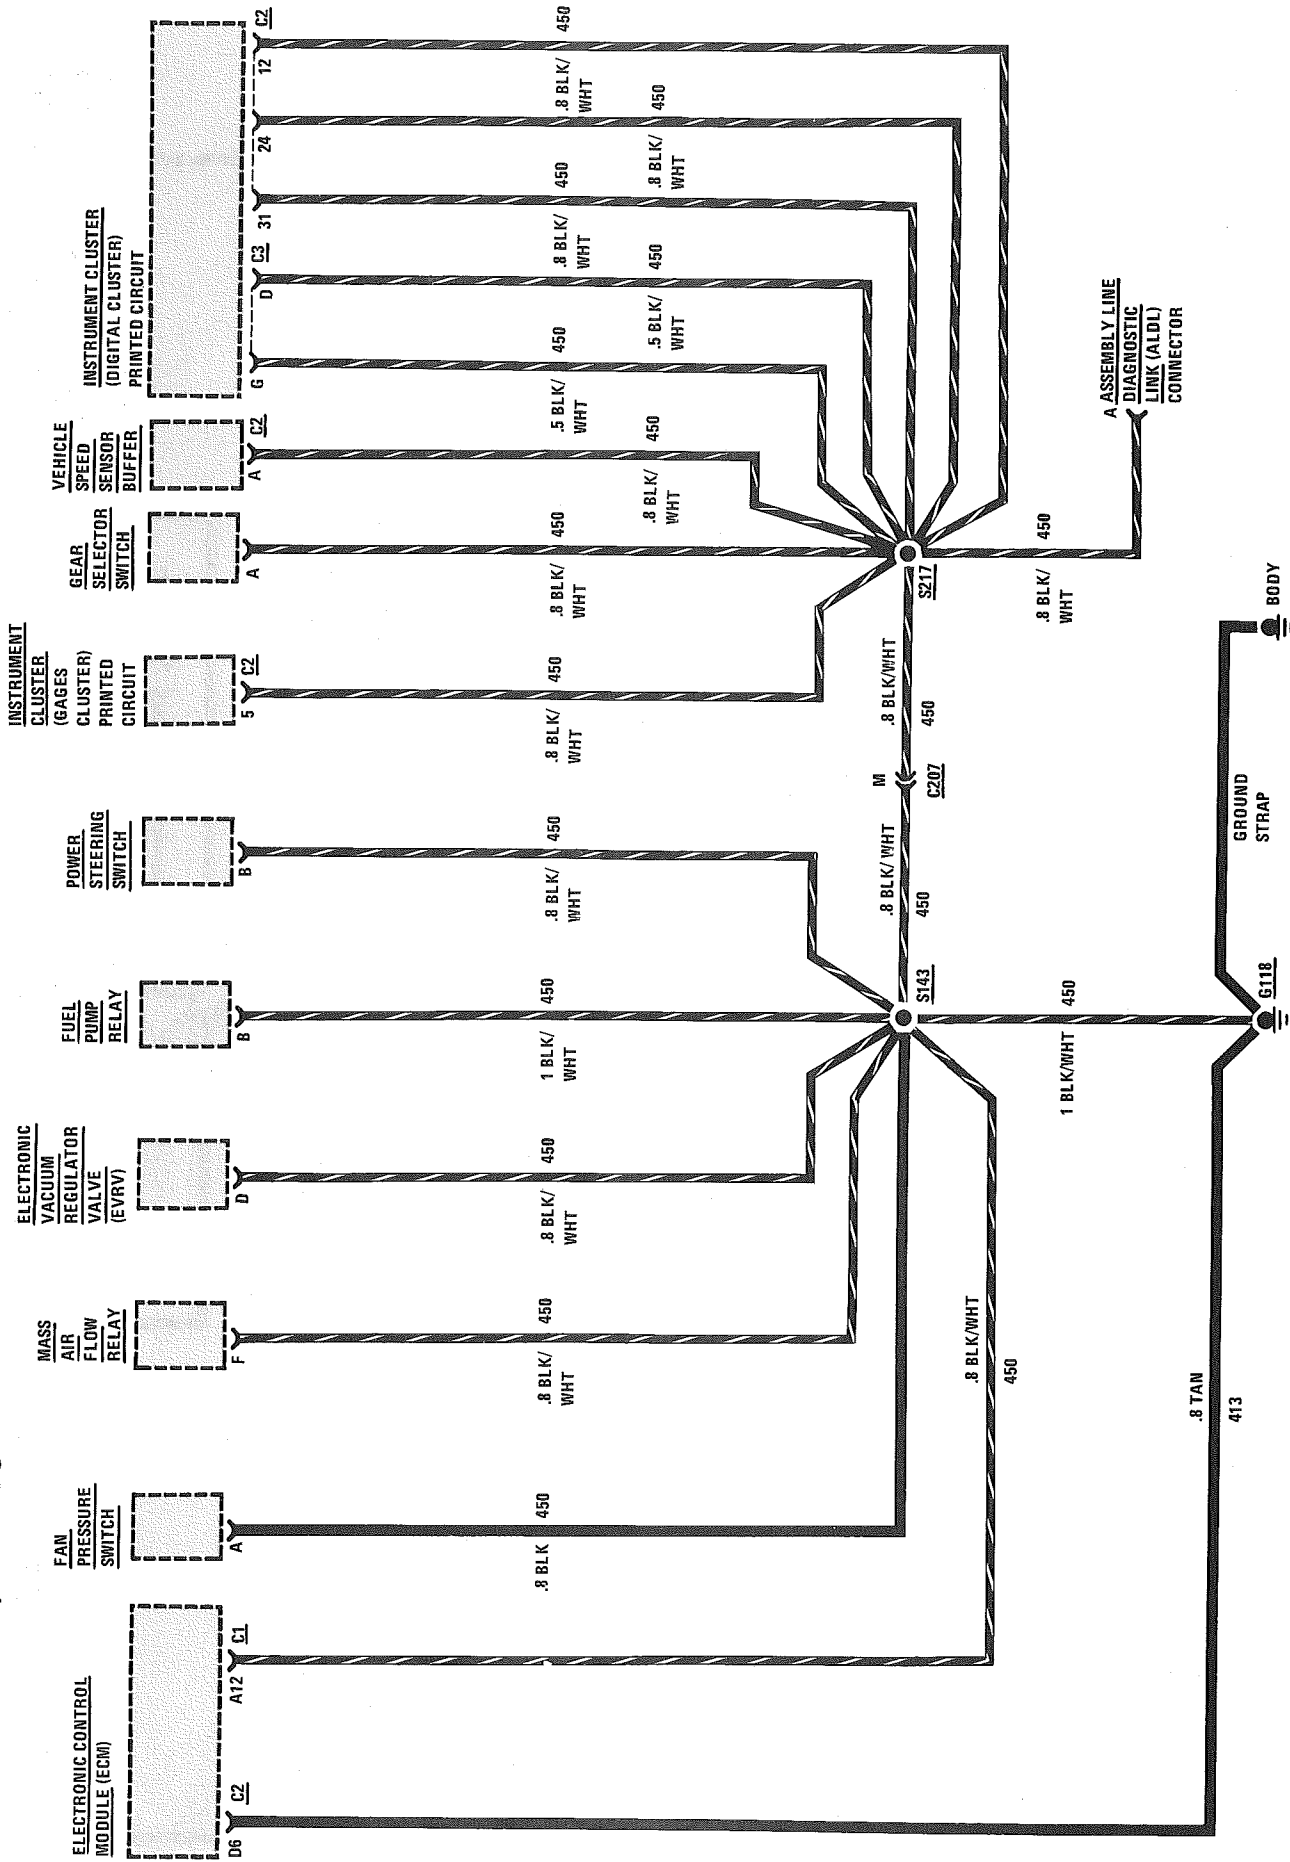 ELECTRONIC CONTROL
MODULE (ECM)
D6
C2
A12
C1
FAN
PRESSURE
SWITCH
A
MASS
AIR
FLOW
RELAY
F
ELECTRONIC
VACUUM
REGULATOR
VALVE
(EVRV)
D
FUEL
PUMP
RELAY
B
POWER
STEERING
SWITCH
B
INSTRUMENT
CLUSTER
(GAGES
CLUSTER)
PRINTED
CIRCUIT
5
C2
GEAR
SELECTOR
SWITCH
A
VEHICLE
SPEED
SENSOR
BUFFER
A
C2
INSTRUMENT CLUSTER
(DIGITAL CLUSTER)
PRINTED CIRCUIT
G
D
C3
31
24
12
C2
.8 BLK
450
.8 BLK/
WHT
450
.8 BLK/
WHT
450
1 BLK/
WHT
450
.8 BLK/
WHT
450
.8 BLK/
WHT
450
.8 BLK/
WHT
450
.8 BLK/
WHT
450
.5 BLK/
WHT
450
.5 BLK/
WHT
450
.8 BLK/
WHT
450
.8 BLK/
WHT
450
.8 BLK/
WHT
450
.8 BLK/WHT
450
S143
.8 BLK/ WHT
450
M
C207
.8 BLK/WHT
450
S217
.8 BLK/
WHT
450
A ASSEMBLY LINE
DIAGNOSTIC
LINK (ALDL)
CONNECTOR
1 BLK/WHT
450
.8 TAN
413
G118
GROUND
STRAP
BODY